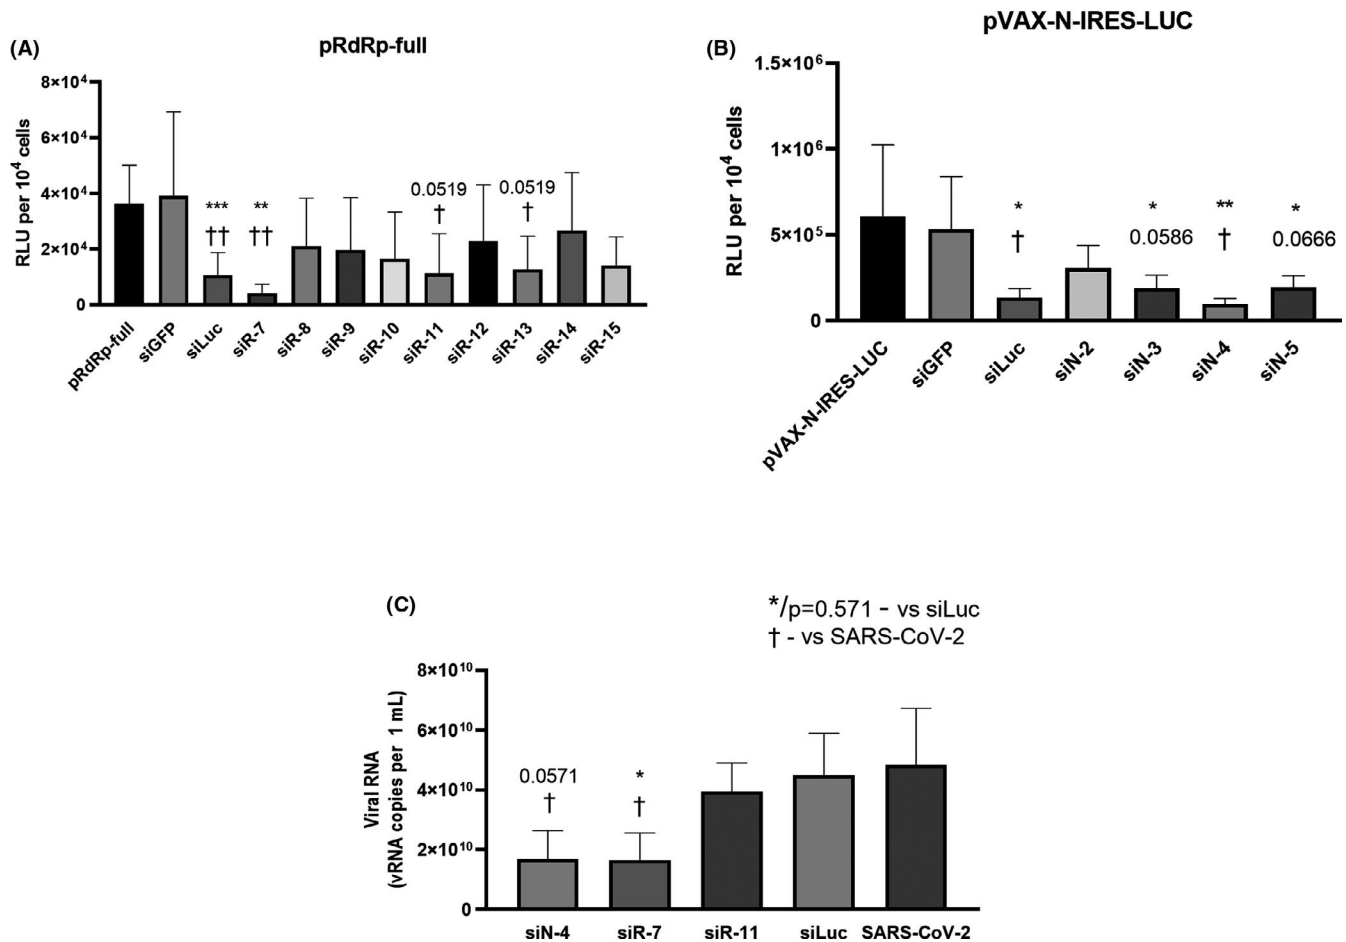 (A)
pRdRp-full
RLU per 10⁴ cells
8×10⁴
6×10⁴
4×10⁴
2×10⁴
0
***
††
**
††
0.0519
†
0.0519
†
pRdRp-full
siGFP
siLuc
siR-7
siR-8
siR-9
siR-10
siR-11
siR-12
siR-13
siR-14
siR-15
(B)
pVAX-N-IRES-LUC
RLU per 10⁴ cells
1.5×10⁶
1×10⁶
5×10⁵
0
*
†
*
0.0586
**
†
*
0.0666
pVAX-N-IRES-LUC
siGFP
siLuc
siN-2
siN-3
siN-4
siN-5
(C)
*/p=0.571 - vs siLuc
† - vs SARS-CoV-2
Viral RNA
(vRNA copies per 1 mL)
8×10¹⁰
6×10¹⁰
4×10¹⁰
2×10¹⁰
0
0.0571
†
*
†
siN-4
siR-7
siR-11
siLuc
SARS-CoV-2